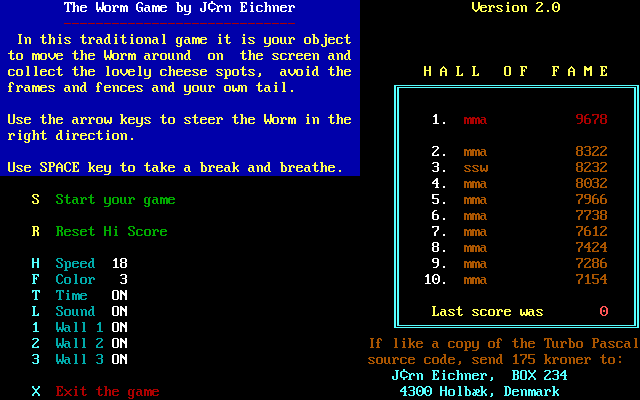 The Worm Game by J¢rn Eichner
In this traditional game it is your object
to move the Worm around on the screen and
collect the lovely cheese spots, avoid the
frames and fences and your own tail.
Use the arrow keys to steer the Worm in the
right direction.
Use SPACE key to take a break and breathe.
S Start your game
R Reset Hi Score
H Speed 18
F Color 3
T Time ON
L Sound ON
1 Wall 1 ON
2 Wall 2 ON
3 Wall 3 ON
X Exit the game
Version 2.0
H A L L O F F A M E
1. mma 9678
2. mma 8322
3. ssw 8232
4. mma 8032
5. mma 7966
6. mma 7738
7. mma 7612
8. mma 7424
9. mma 7286
10. mma 7154
Last score was 0
If like a copy of the Turbo Pascal
source code, send 175 kroner to:
J¢rn Eichner, BOX 234
4300 Holbæk, Denmark